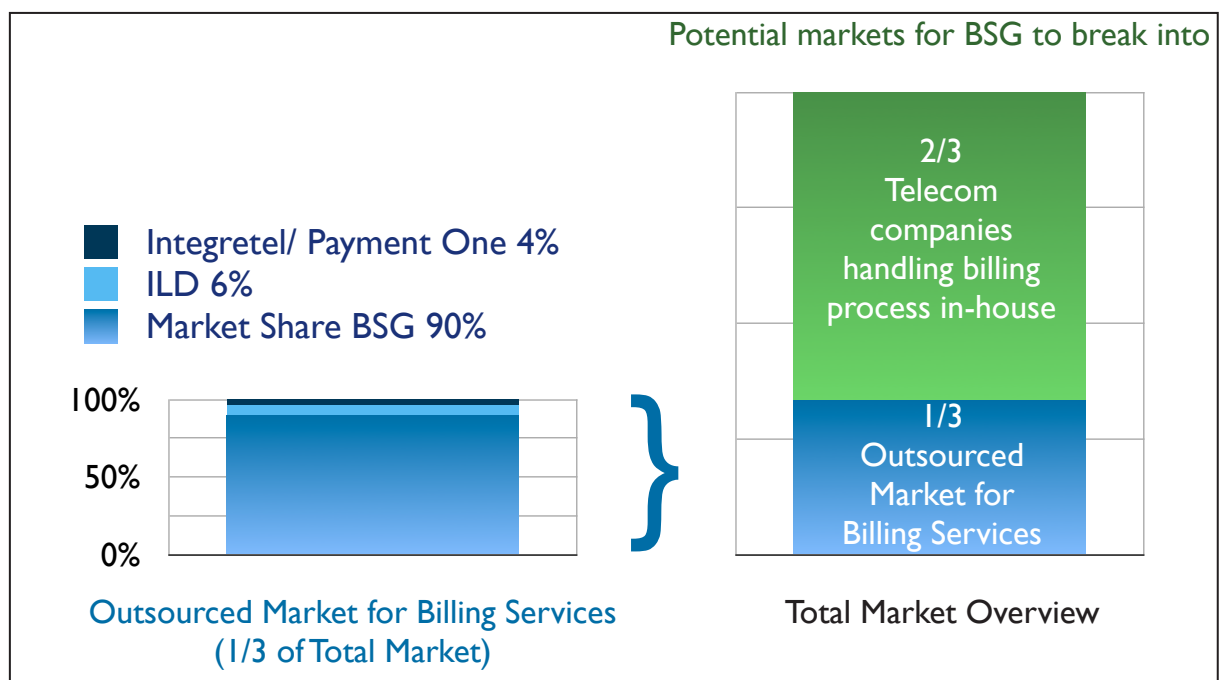 Potential markets for BSG to break into
2/3
Telecom
companies
handling billing
process in-house
Integretel/ Payment One 4%
ILD 6%
Market Share BSG 90%
100%
50%
0%
1/3
Outsourced
Market for
Billing Services
Outsourced Market for Billing Services
(1/3 of Total Market)
Total Market Overview